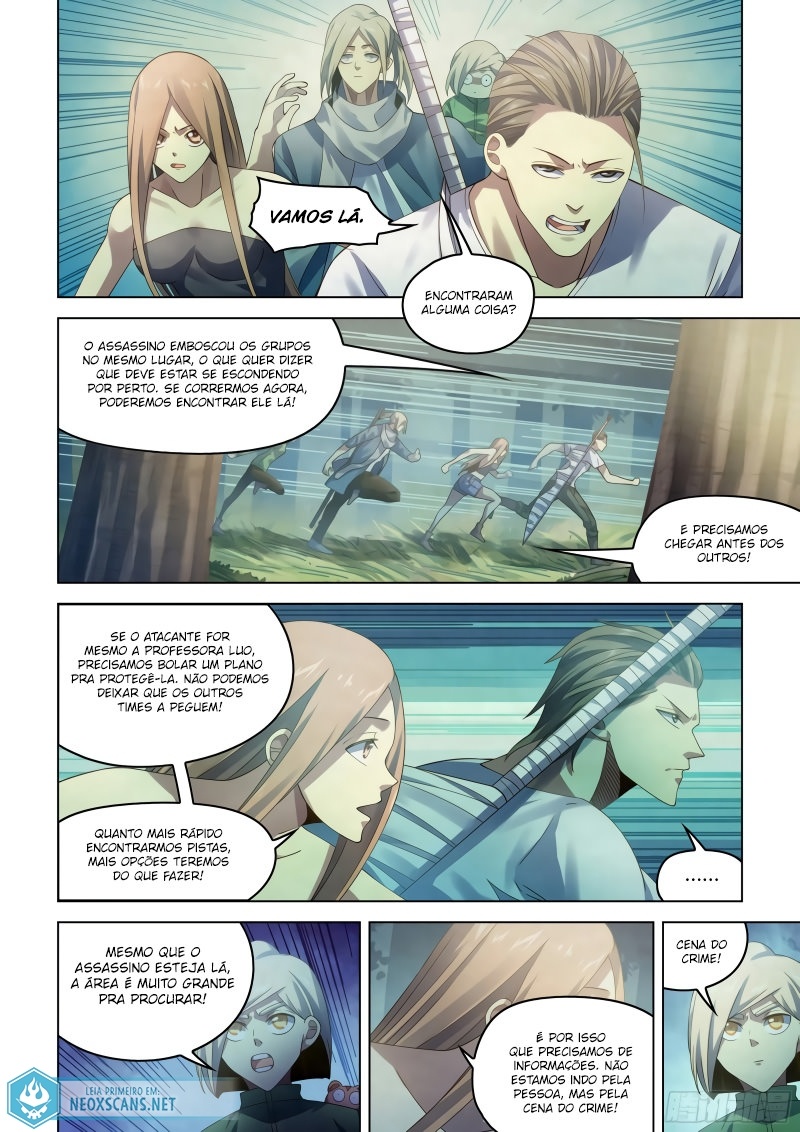 VAMOS LÁ.
ENCONTRARAM
ALGUMA COISA?
O ASSASSINO EMBOSCOU OS GRUPOS
NO MESMO LUGAR, O QUE QUER DIZER
QUE DEVE ESTAR SE ESCONDENDO
POR PERTO. SE CORRERMOS AGORA,
PODEREMOS ENCONTRAR ELE LÁ!
E PRECISAMOS
CHEGAR ANTES DOS
OUTROS!
SE O ATACANTE FOR
MESMO A PROFESSORA LUO,
PRECISAMOS BOLAR UM PLANO
PRA PROTEGÊ-LA. NÃO PODEMOS
DEIXAR QUE OS OUTROS
TIMES A PEGUEM!
QUANTO MAIS RÁPIDO
ENCONTRARMOS PISTAS,
MAIS OPÇÕES TEREMOS
DO QUE FAZER!
......
MESMO QUE O
ASSASSINO ESTEJA LÁ,
A ÁREA É MUITO GRANDE
PRA PROCURAR!
É POR ISSO
QUE PRECISAMOS DE
INFORMAÇÕES. NÃO
ESTAMOS INDO PELA
PESSOA, MAS PELA
CENA DO CRIME!
CENA DO
CRIME!
LEIA PRIMEIRO EM:
NEOXSCANS.NET